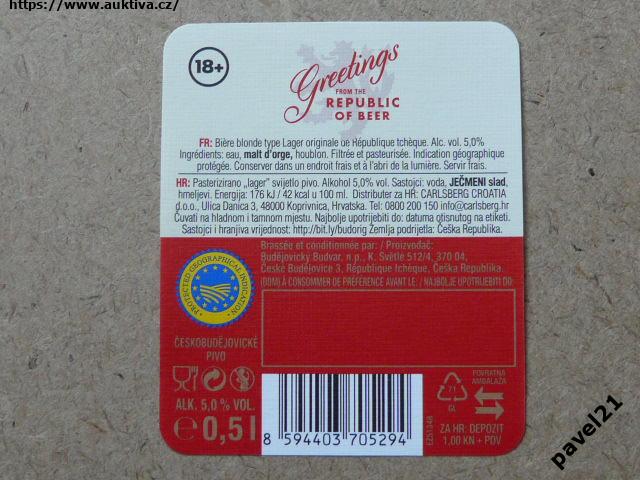 https://www.auktiva.cz/
18+
Greetings
FROM THE
REPUBLIC
OF BEER
FR: Bière blonde type Lager originale oe République tchèque. Alc. vol. 5,0%
Ingrédients: eau, malt d'orge, houblon. Filtrée et pasteurisée. Indication géographique
protégée. Conserver dans un endroit frais et à l'abri de la lumière. Servir frais.
HR: Pasterizirano „lager" svijetlo pivo. Alkohol 5,0% vol. Sastojci: voda, JEČMENI slad,
hmeljevi. Energija: 176 kJ / 42 kcal u 100 ml. Distributer za HR: CARLSBERG CROATIA
d.o.o., Ulica Danica 3, 48000 Koprivnica, Hrvatska. Tel: 0800 200 150 info@carlsberg.hr
Čuvati na hladnom i tamnom mjestu. Najbolje upotrijebiti do: datuma otisnutog na etiketi.
Sastojci i hranjiva vrijednost: http://bit.ly/budorig Zemlja podrijetla: Češka Republika.
Brassée et conditionnée par: / Proizvođač:
Budějovický Budvar, n.p., K. Světlé 512/4, 370 04,
České Budějovice 3, République tchèque, Češka Republika.
(DDM) À CONSOMMER DE PRÉFÉRENCE AVANT LE: / NAJBOLJE UPOTRIJEBITI DO:
PROTECTED GEOGRAPHICAL INDICATION
ČESKOBUDĚJOVICKÉ
PIVO
ALK. 5,0 % VOL.
e 0,5 l
8 594403 705294
EZ51348
71
GL
POVRATNA
AMBALAŽA
ZA HR: DEPOZIT
1,00 KN + PDV
pavel21